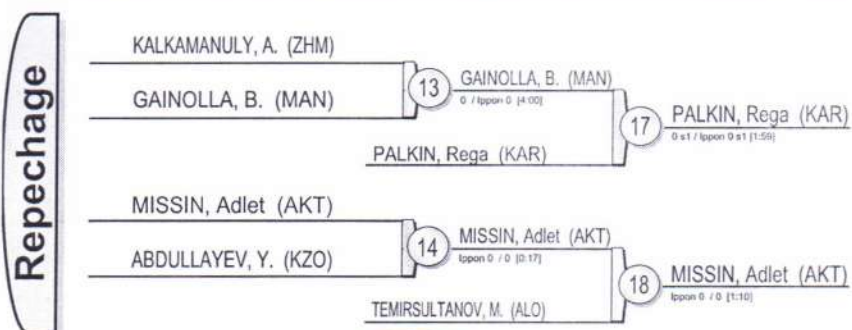 Repechage
KALKAMANULY, A. (ZHM)
GAINOLLA, B. (MAN)
13
GAINOLLA, B. (MAN)
0 / Ippon 0 [4:00]
PALKIN, Rega (KAR)
17
PALKIN, Rega (KAR)
0 s1 / Ippon 0 s1 [1:59]
MISSIN, Adlet (AKT)
ABDULLAYEV, Y. (KZO)
14
MISSIN, Adlet (AKT)
Ippon 0 / 0 [0:17]
TEMIRSULTANOV, M. (ALO)
18
MISSIN, Adlet (AKT)
Ippon 0 / 0 [1:10]